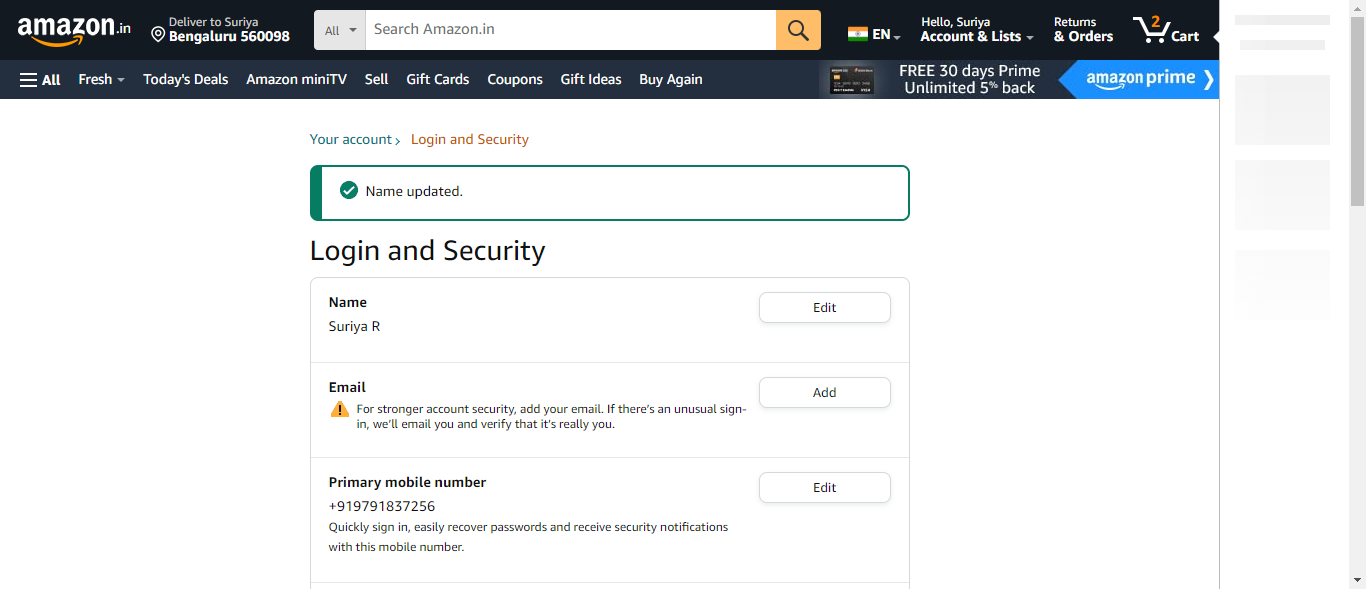 amazon.in
Deliver to Suriya
Bengaluru 560098
All
Search Amazon.in
EN
Hello, Suriya
Account & Lists
Returns
& Orders
2
Cart
All
Fresh
Today's Deals
Amazon miniTV
Sell
Gift Cards
Coupons
Gift Ideas
Buy Again
FREE 30 days Prime
Unlimited 5% back
amazon prime
Your account › Login and Security
Name updated.
Login and Security
Name
Edit
Suriya R
Email
Add
For stronger account security, add your email. If there's an unusual sign-
in, we'll email you and verify that it's really you.
Primary mobile number
Edit
+919791837256
Quickly sign in, easily recover passwords and receive security notifications
with this mobile number.